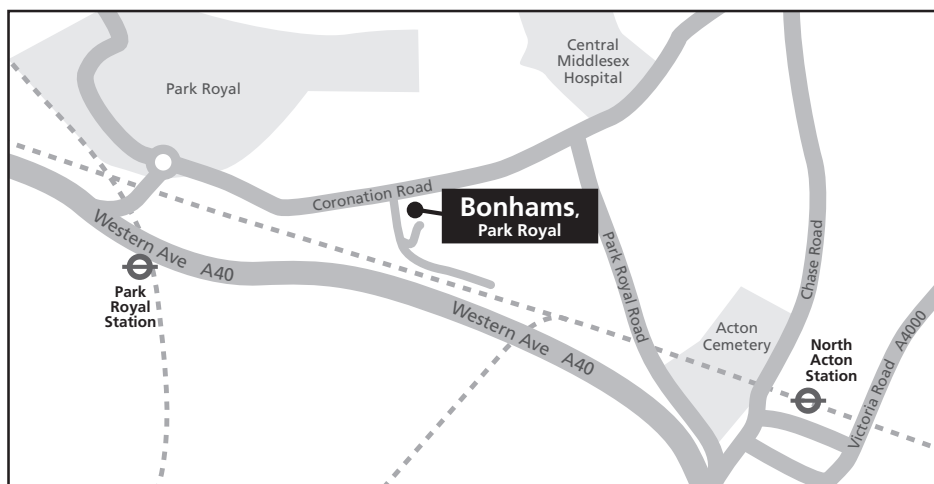 Central
Middlesex
Hospital
Park Royal
Coronation Road
Bonhams,
Park Royal
Western Ave A40
Park
Royal
Station
Park Royal Road
Chase Road
Western Ave A40
Acton
Cemetery
North
Acton
Station
Victoria Road A4000